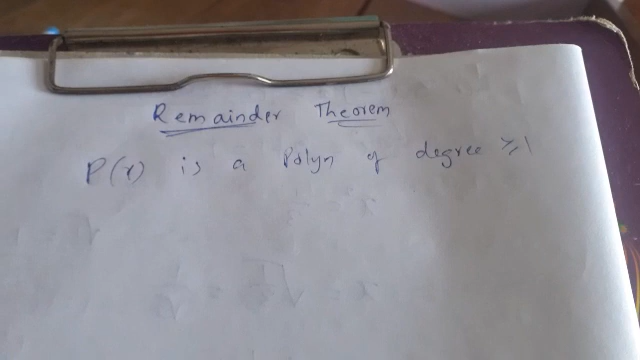 Remainder Theorem
P(x) is a Polyn of degree ≥1